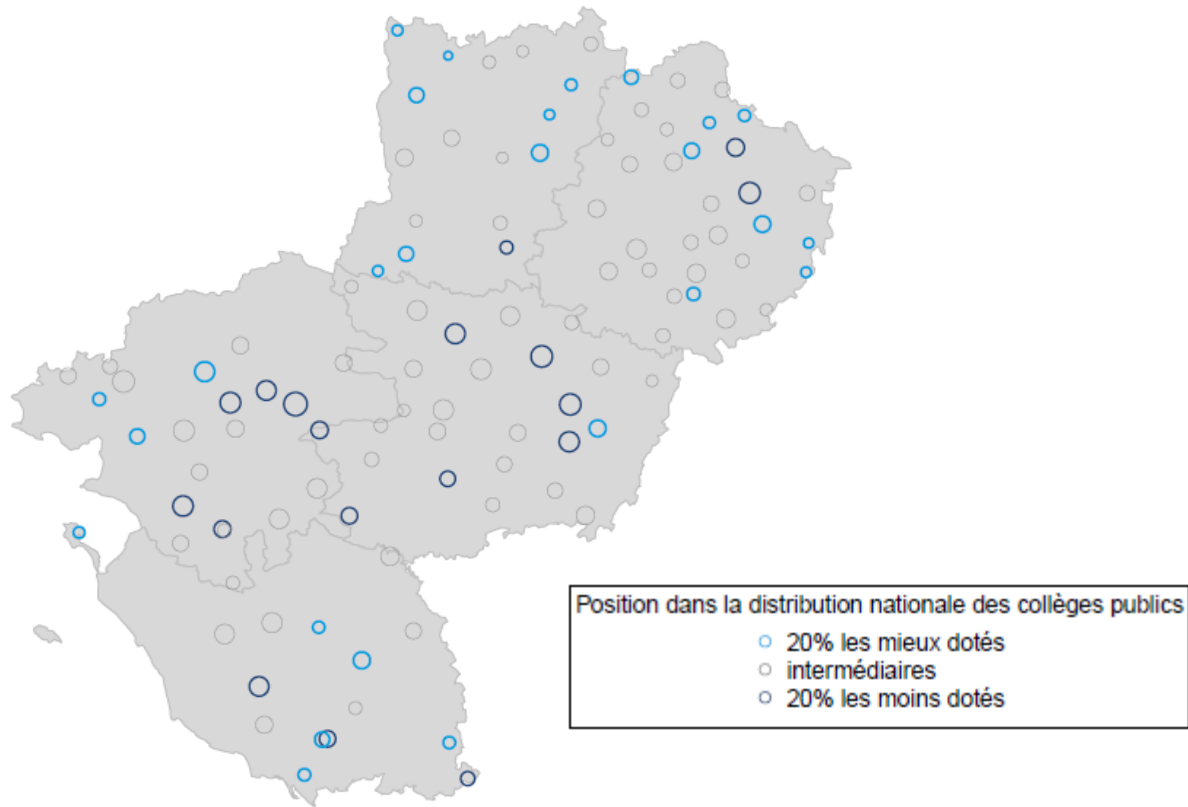 Position dans la distribution nationale des collèges publics
20% les mieux dotés
intermédiaires
20% les moins dotés